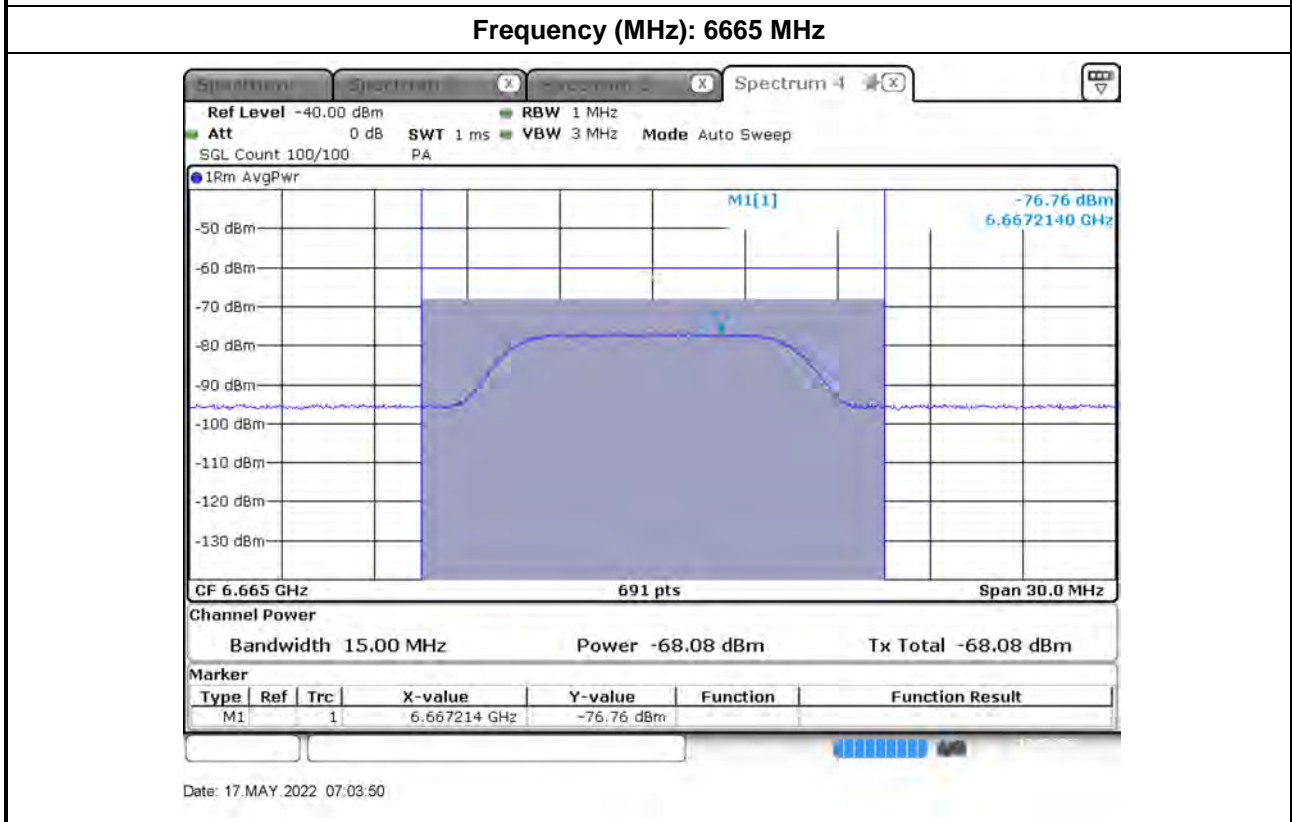 Frequency (MHz): 6665 MHz
Spectrum 4
Ref Level -40.00 dBm RBW 1 MHz
Att 0 dB SWT 1 ms VBW 3 MHz Mode Auto Sweep
SGL Count 100/100 PA
1Rm AvgPwr
M1[1] -76.76 dBm
6.6672140 GHz
-50 dBm
-60 dBm
-70 dBm
-80 dBm
-90 dBm
-100 dBm
-110 dBm
-120 dBm
-130 dBm
CF 6.665 GHz 691 pts Span 30.0 MHz
Channel Power
Bandwidth 15.00 MHz Power -68.08 dBm Tx Total -68.08 dBm
Marker
Type Ref Trc X-value Y-value Function Function Result
M1 1 6.667214 GHz -76.76 dBm
Date: 17.MAY.2022 07:03:50